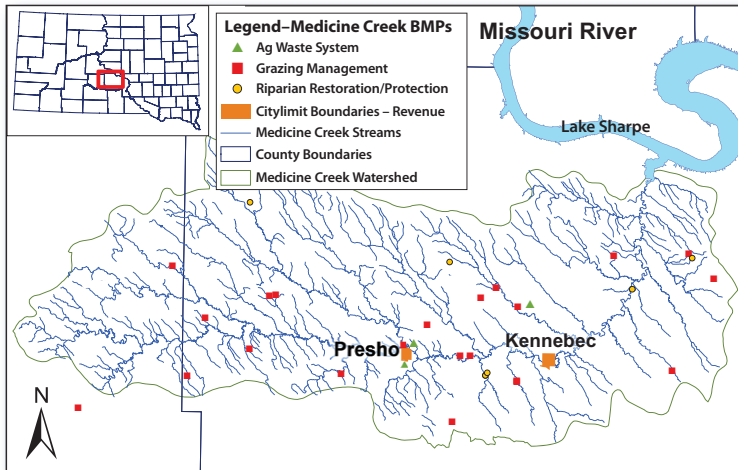 Legend–Medicine Creek BMPs
Ag Waste System
Grazing Management
Riparian Restoration/Protection
Citylimit Boundaries – Revenue
Medicine Creek Streams
County Boundaries
Medicine Creek Watershed
Missouri River
Lake Sharpe
Presho
Kennebec
N